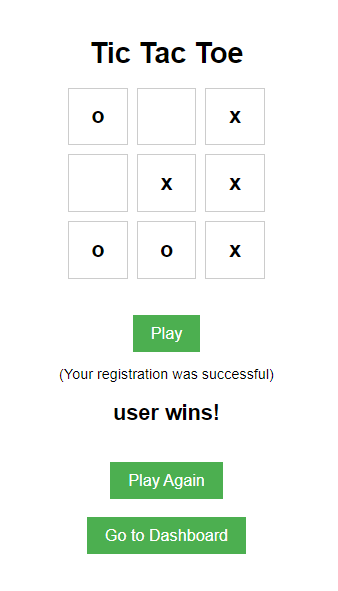 Tic Tac Toe
o x
x x
o o x
Play
(Your registration was successful)
user wins!
Play Again
Go to Dashboard